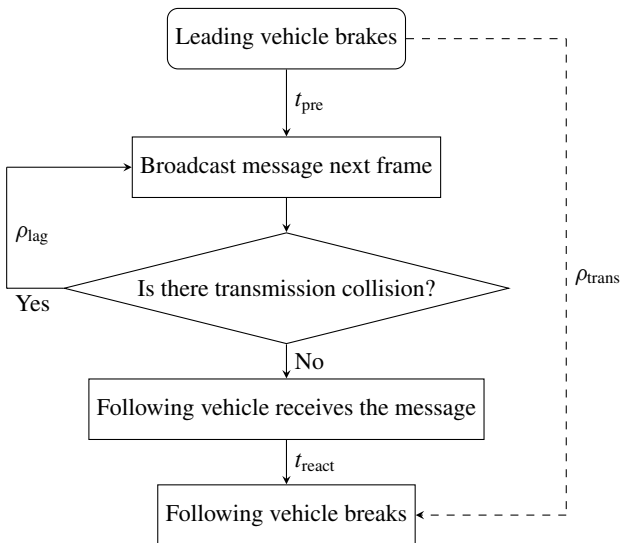 Leading vehicle brakes
t_pre
Broadcast message next frame
ρ_lag
Is there transmission collision?
ρ_trans
Yes
No
Following vehicle receives the message
t_react
Following vehicle breaks